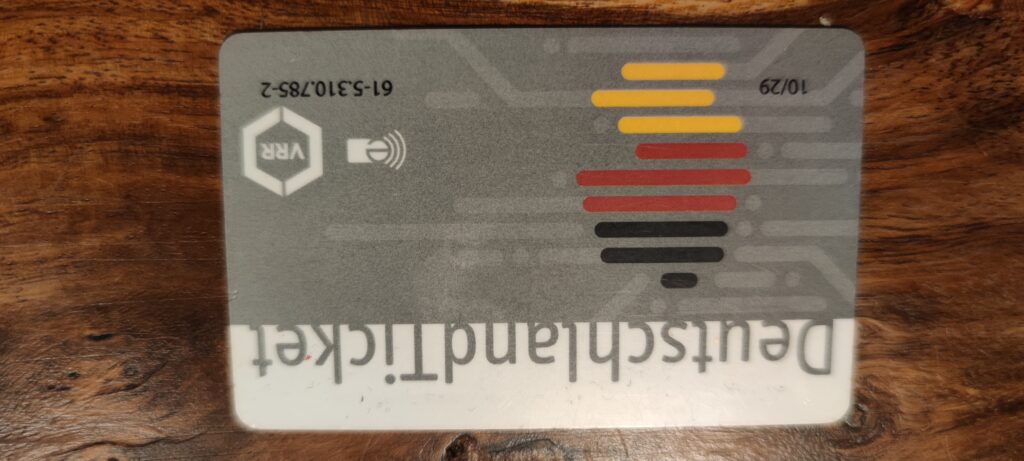 DeutschlandTicket
VRR
10/29
61-5.310.785-2